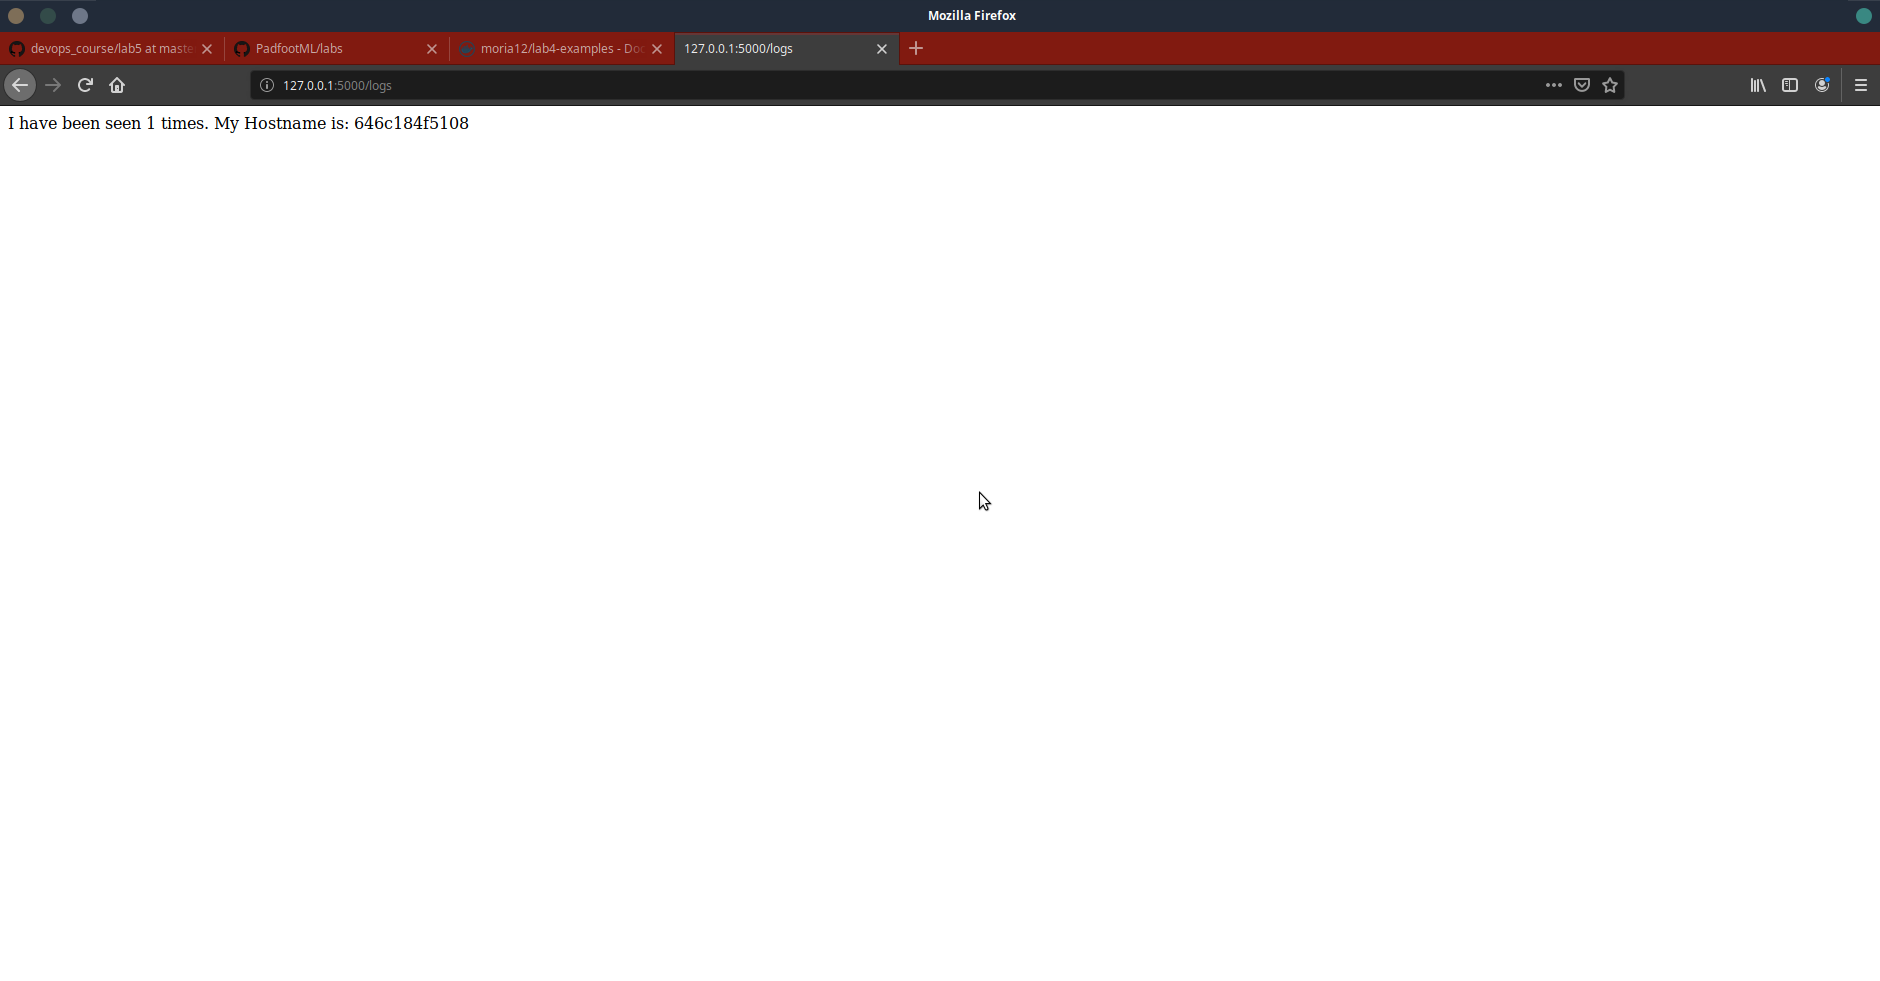 Mozilla Firefox
devops_course/lab5 at maste
PadfootML/labs
moria12/lab4-examples - Doc
127.0.0.1:5000/logs
127.0.0.1:5000/logs
I have been seen 1 times. My Hostname is: 646c184f5108